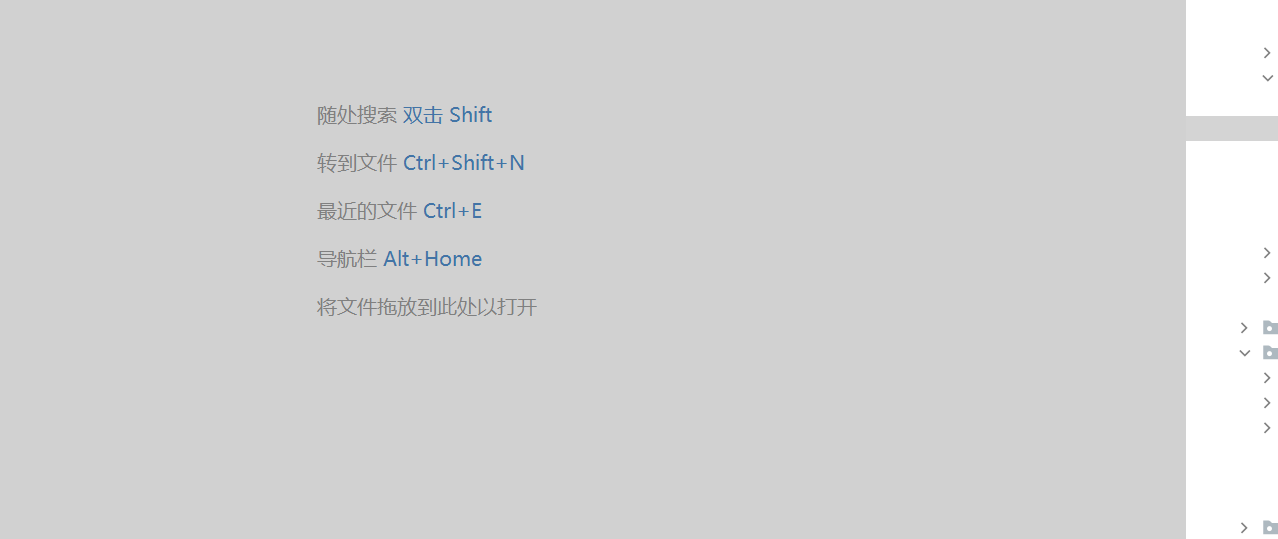 随处搜索 双击 Shift
转到文件 Ctrl+Shift+N
最近的文件 Ctrl+E
导航栏 Alt+Home
将文件拖放到此处以打开